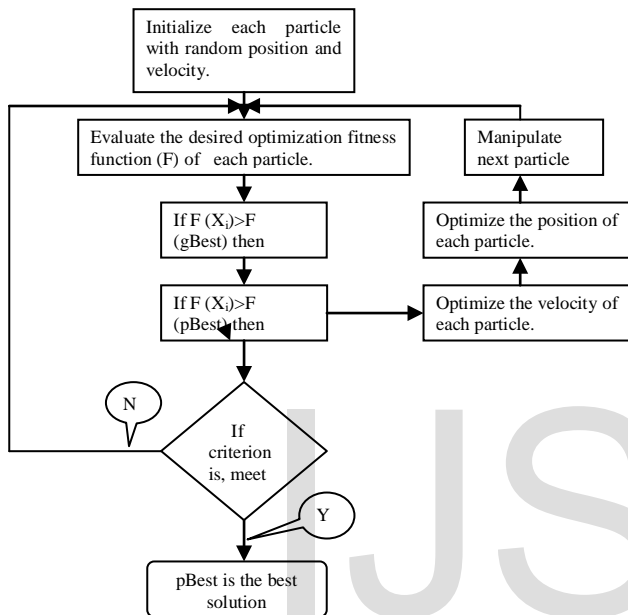 Initialize each particle
with random position and
velocity.
Evaluate the desired optimization fitness
function (F) of each particle.
Manipulate
next particle
If F (Xi)>F
(gBest) then
Optimize the position of
each particle.
If F (Xi)>F
(pBest) then
Optimize the velocity of
each particle.
N
If
criterion
is, meet
Y
pBest is the best
solution
IJS